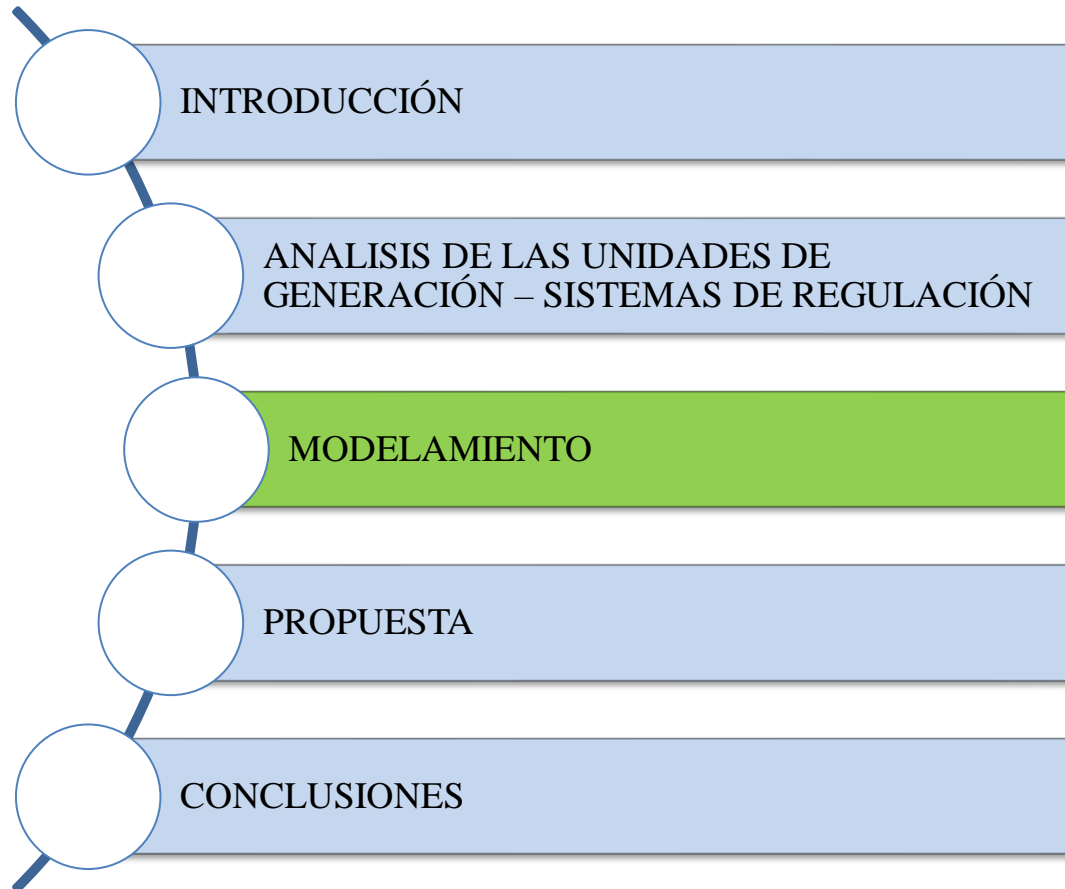 INTRODUCCIÓN
ANALISIS DE LAS UNIDADES DE
GENERACIÓN – SISTEMAS DE REGULACIÓN
MODELAMIENTO
PROPUESTA
CONCLUSIONES